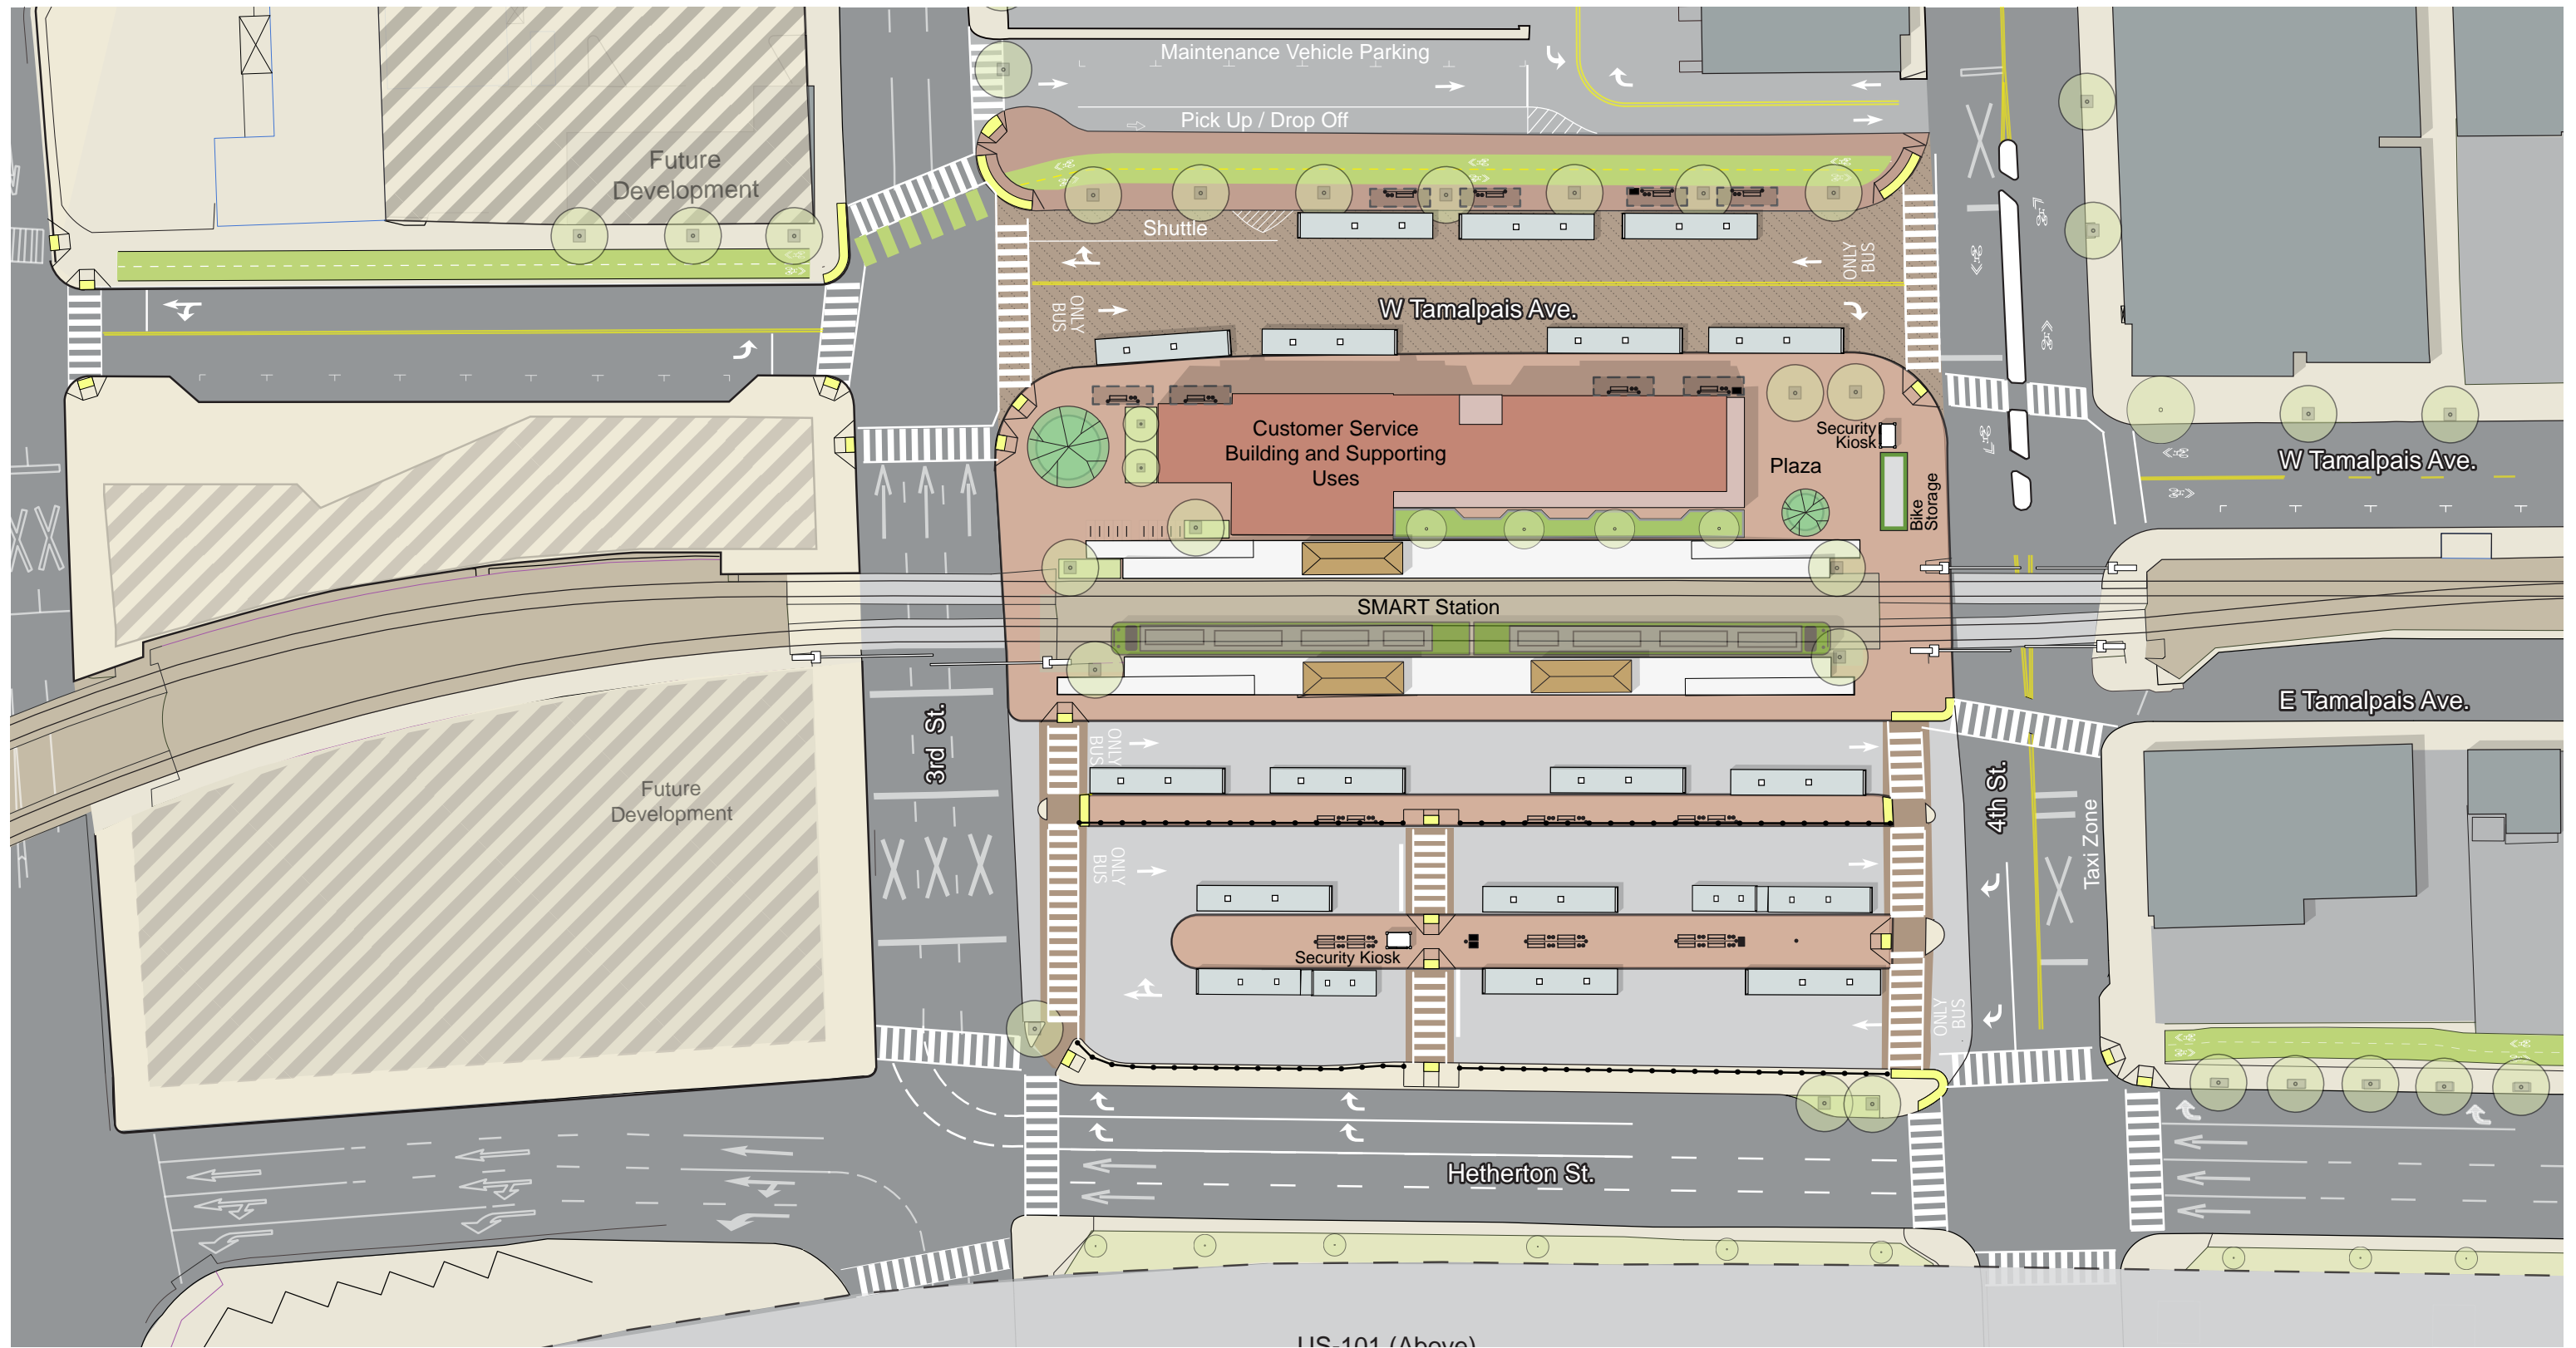 Maintenance Vehicle Parking
Pick Up / Drop Off
Future
Development
Shuttle
ONLY
BUS
ONLY
BUS
W Tamalpais Ave.
Customer Service
Building and Supporting
Uses
Security
Kiosk
Plaza
Bike
Storage
W Tamalpais Ave.
SMART Station
E Tamalpais Ave.
3rd St.
ONLY
BUS
Future
Development
4th St.
Taxi Zone
ONLY
BUS
Security Kiosk
ONLY
BUS
Hetherton St.
US-101 (Above)